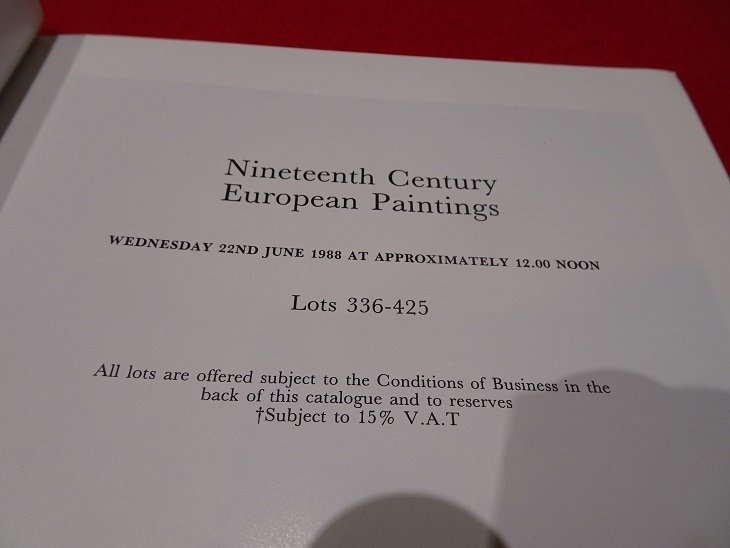 Nineteenth Century
European Paintings
WEDNESDAY 22ND JUNE 1988 AT APPROXIMATELY 12.00 NOON
Lots 336-425
All lots are offered subject to the Conditions of Business in the
back of this catalogue and to reserves
†Subject to 15% V.A.T